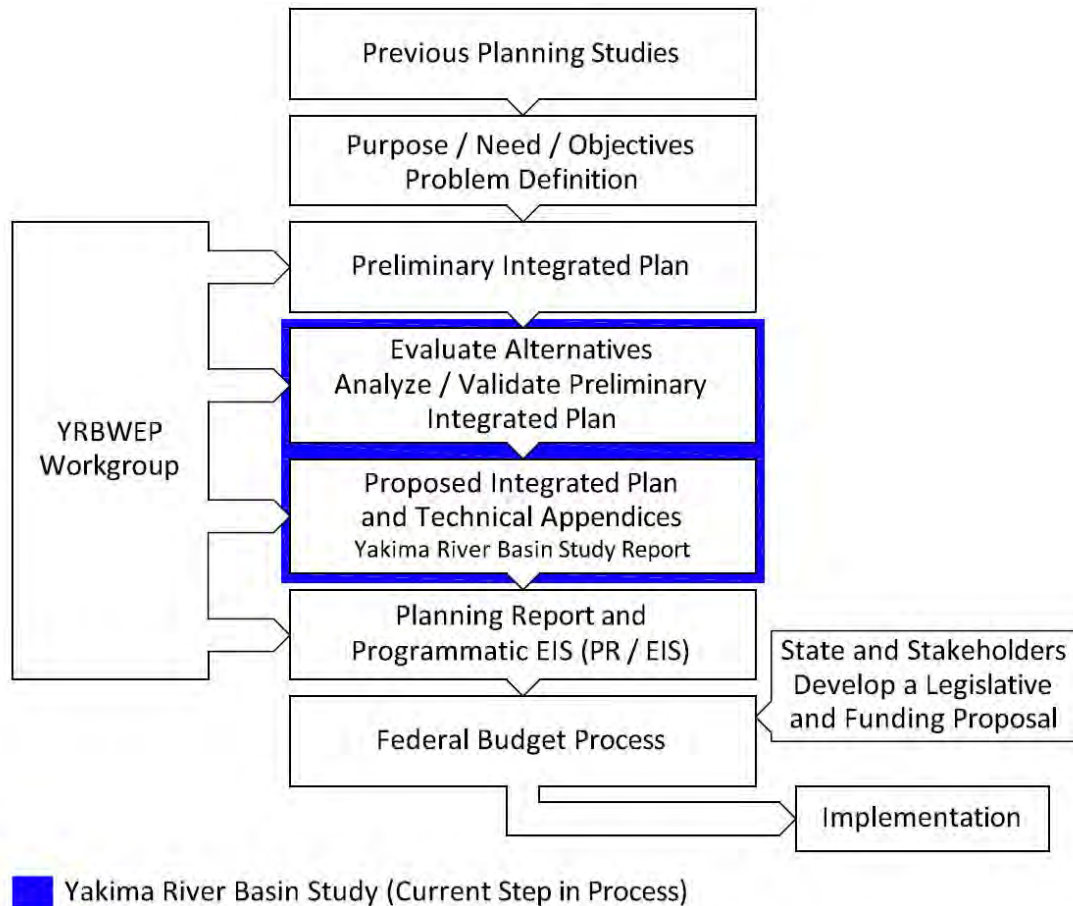 Previous Planning Studies
Purpose / Need / Objectives
Problem Definition
Preliminary Integrated Plan
YRBWEP
Workgroup
Evaluate Alternatives
Analyze / Validate Preliminary
Integrated Plan
Proposed Integrated Plan
and Technical Appendices
Yakima River Basin Study Report
Planning Report and
Programmatic EIS (PR / EIS)
State and Stakeholders
Develop a Legislative
and Funding Proposal
Federal Budget Process
Implementation
Yakima River Basin Study (Current Step in Process)